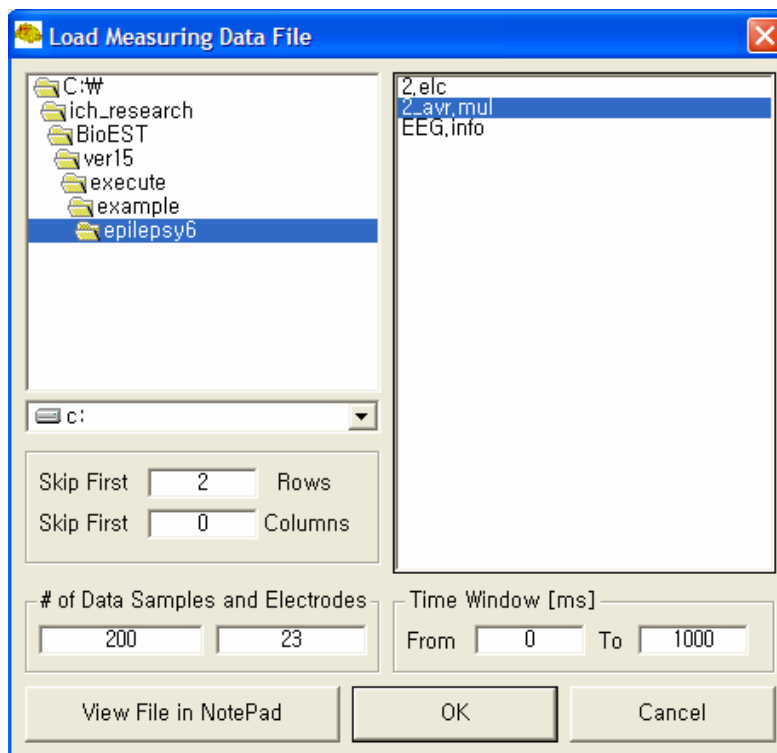 Load Measuring Data File
C:₩
ich_research
BioEST
ver15
execute
example
epilepsy6
c:
2.elc
2_avr.mul
EEG.info
Skip First 2 Rows
Skip First 0 Columns
# of Data Samples and Electrodes
200 23
Time Window [ms]
From 0 To 1000
View File in NotePad
OK
Cancel